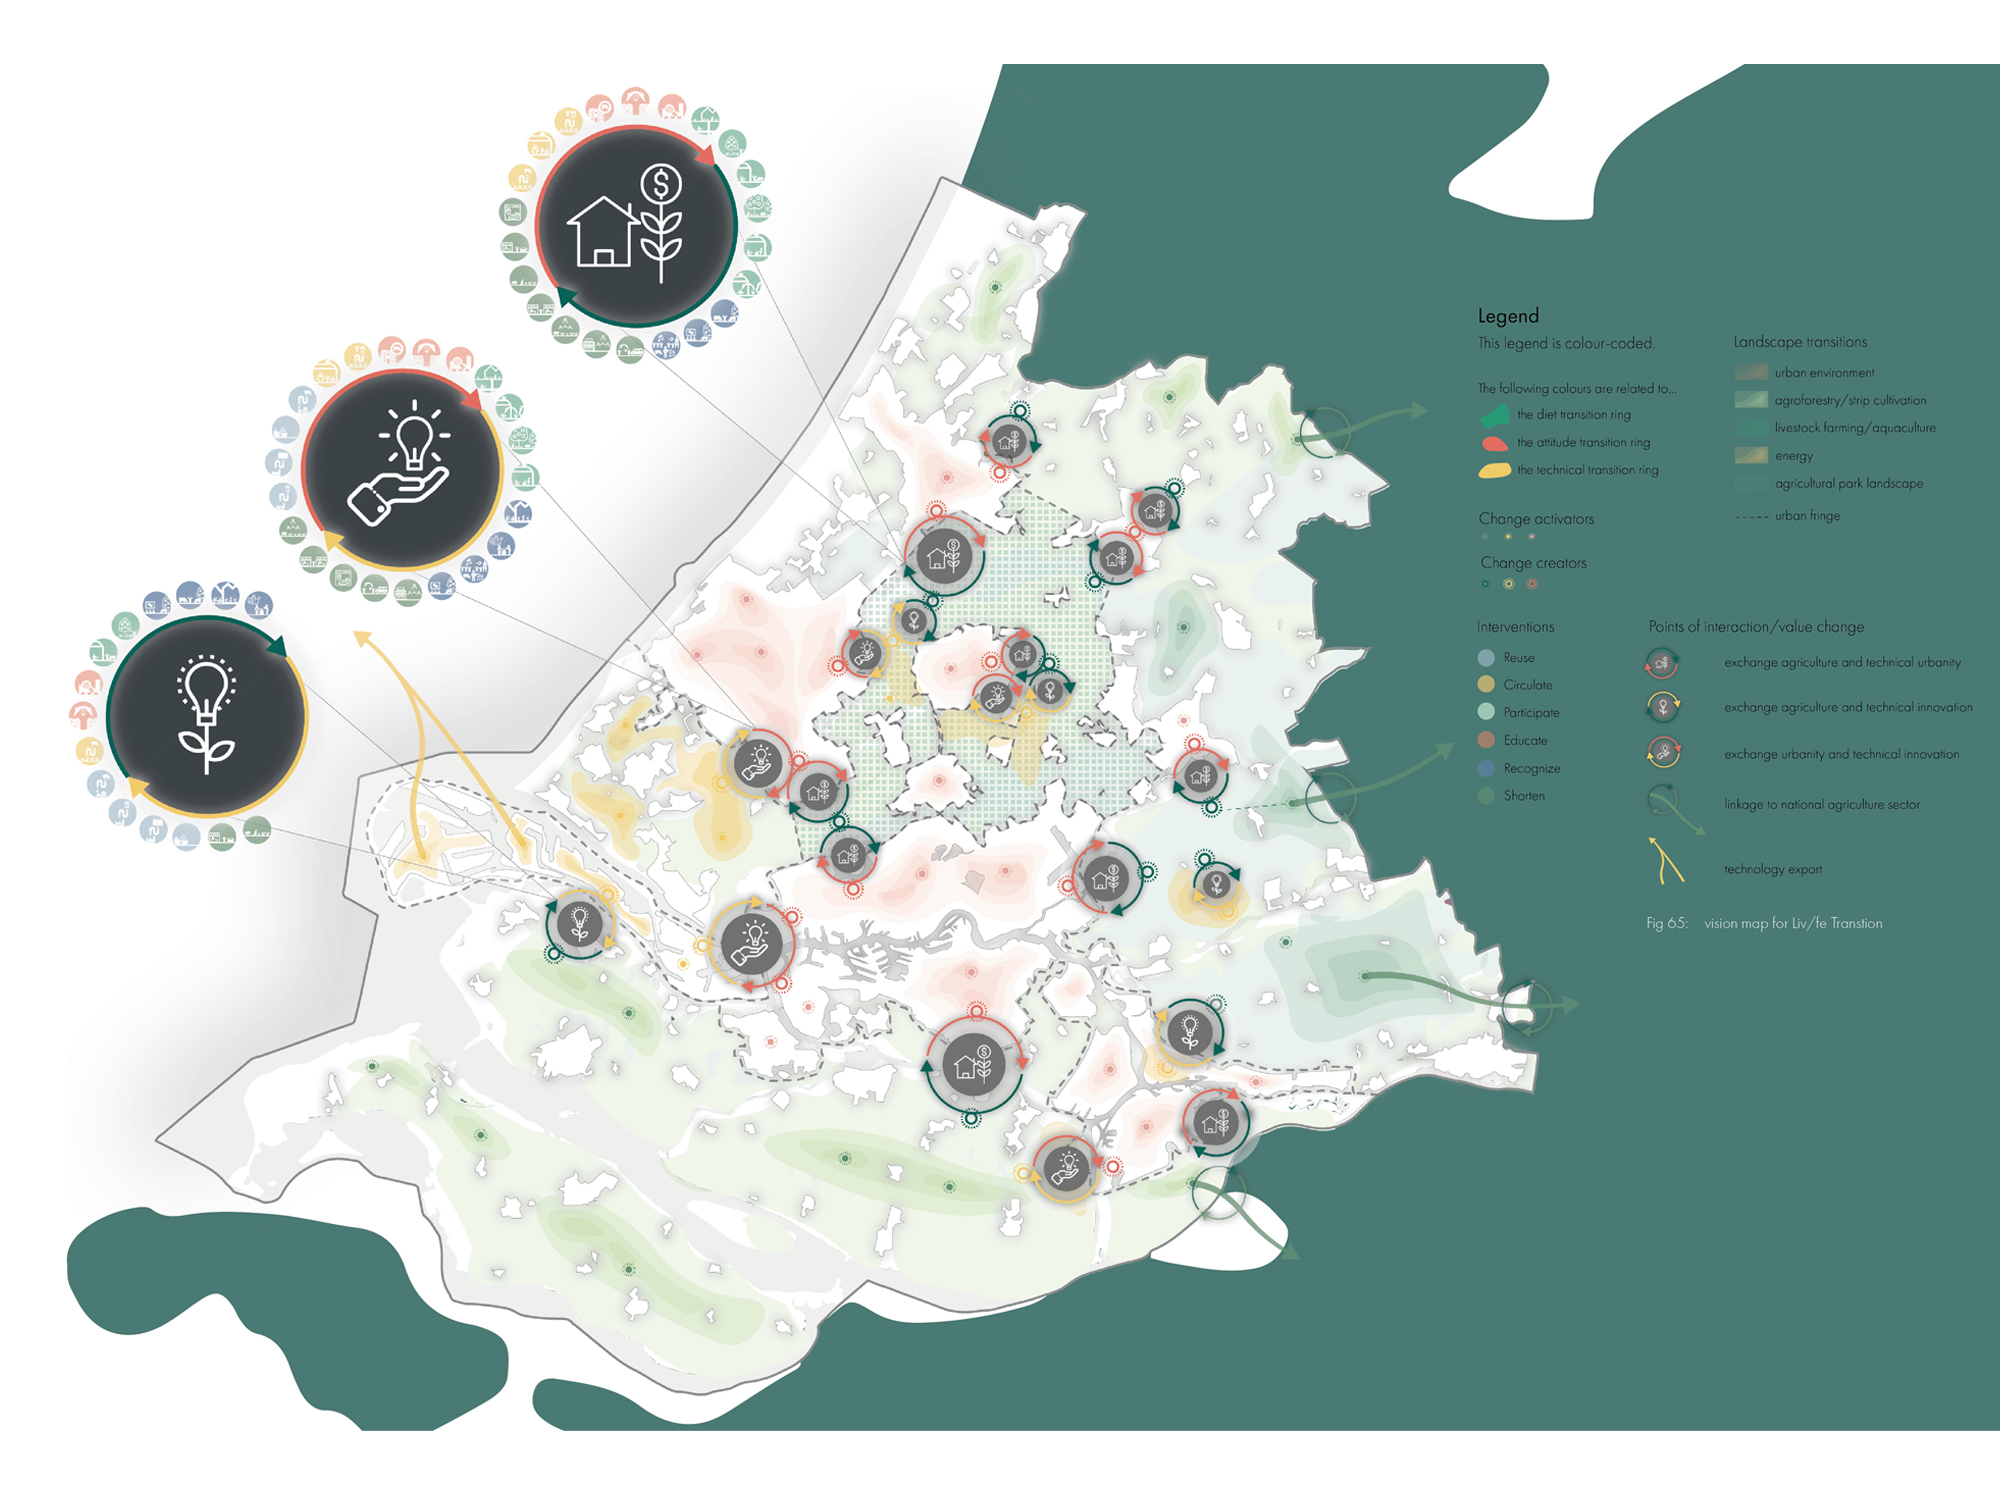 Legend
This legend is colour-coded.
The following colours are related to...
the diet transition ring
the attitude transition ring
the technical transition ring
Change activators
Change creators
Interventions
Reuse
Circulate
Participate
Educate
Recognize
Shorten
Landscape transitions
urban environment
agroforestry/strip cultivation
livestock farming/aquaculture
energy
agricultural park landscape
urban fringe
Points of interaction/value change
exchange agriculture and technical urbanity
exchange agriculture and technical innovation
exchange urbanity and technical innovation
linkage to national agriculture sector
technology export
Fig 65: vision map for Liv/fe Transtion